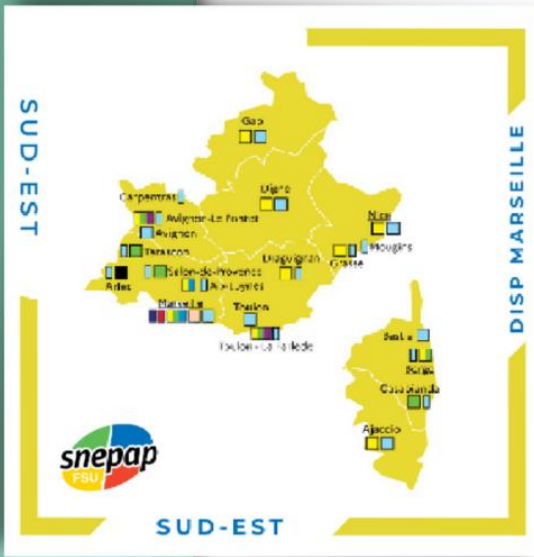 SUD-EST
DISP MARSEILLE
Gap
Digne
Carpentras
Avignon-Le Pontet
Avignon
Nice
Mougins
Grasse
Tarascon
Salon-de-Provence
Draguignan
Arles
Aix-Luynes
Marseille
Toulon
Toulon - La Farlède
Bastia
Borgo
Casabianda
Ajaccio
snepap
FSU
SUD-EST